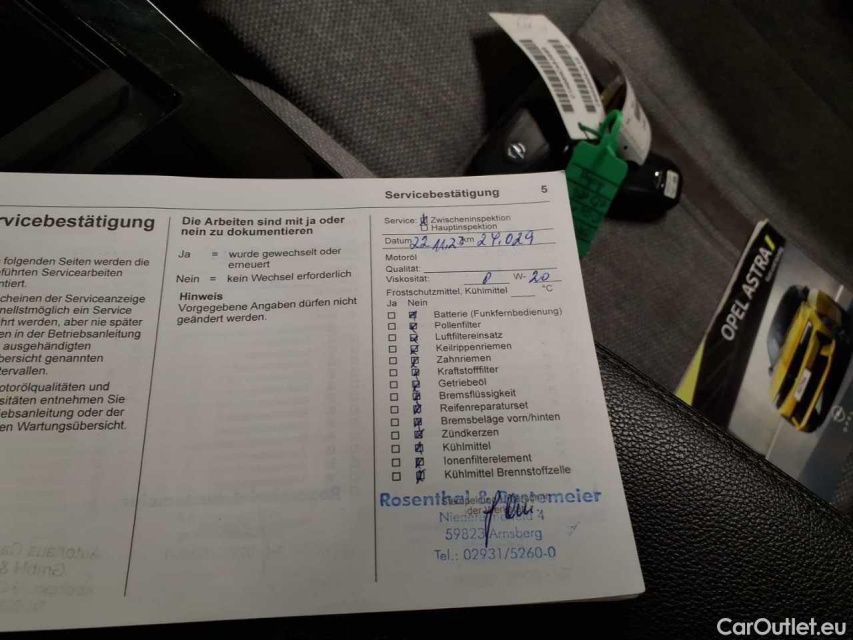 Servicebestätigung 5
rvicebestätigung
folgenden Seiten werden die
führten Servicearbeiten
ntiert.
scheinen der Serviceanzeige
nellstmöglich ein Service
hrt werden, aber nie später
en in der Betriebsanleitung
ausgehändigten
bersicht genannten
tervallen.
otorölqualitäten und
sitäten entnehmen Sie
iebsanleitung oder der
en Wartungsübersicht.
Die Arbeiten sind mit ja oder
nein zu dokumentieren
Ja = wurde gewechselt oder
erneuert
Nein = kein Wechsel erforderlich
Hinweis
Vorgegebene Angaben dürfen nicht
geändert werden.
Service: Zwischeninspektion
Hauptinspektion
Datum 22.11.23 km 24.029
Motoröl
Qualität:
Viskosität: 0 W- 20
Frostschutzmittel, Kühlmittel °C
Ja Nein
Batterie (Funkfernbedienung)
Pollenfilter
Luftfiltereinsatz
Keilrippenriemen
Zahnriemen
Kraftstofffilter
Getriebeöl
Bremsflüssigkeit
Reifenreparaturset
Bremsbeläge vorn/hinten
Zündkerzen
Kühlmittel
Ionenfilterelement
Kühlmittel Brennstoffzelle
Rosenthal &
59823 Arnsberg
Tel.: 02931/5260-0
OPEL ASTRA
CarOutlet.eu